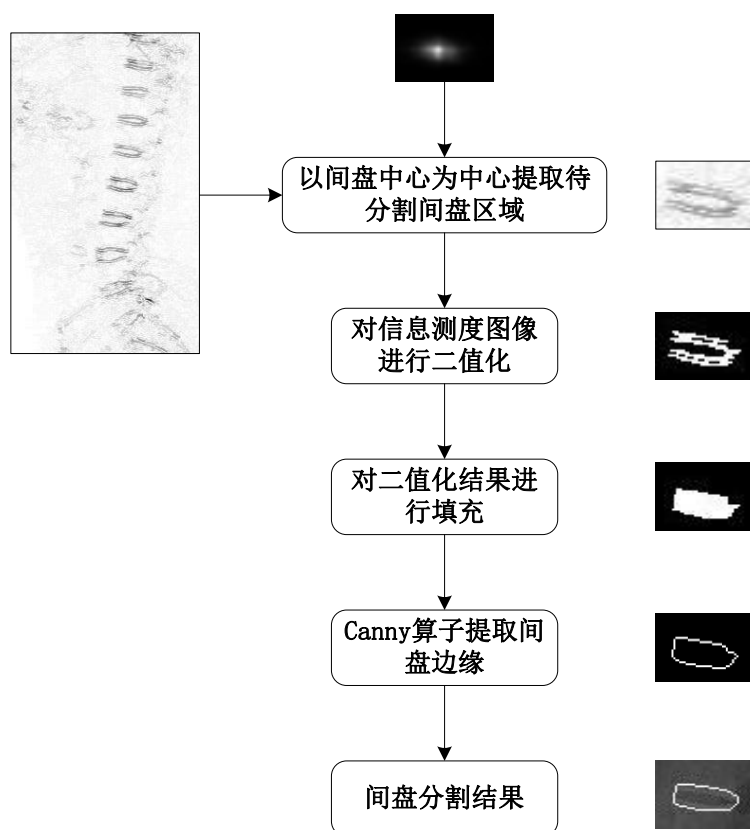 以间盘中心为中心提取待
分割间盘区域
对信息测度图像
进行二值化
对二值化结果进
行填充
Canny算子提取间
盘边缘
间盘分割结果